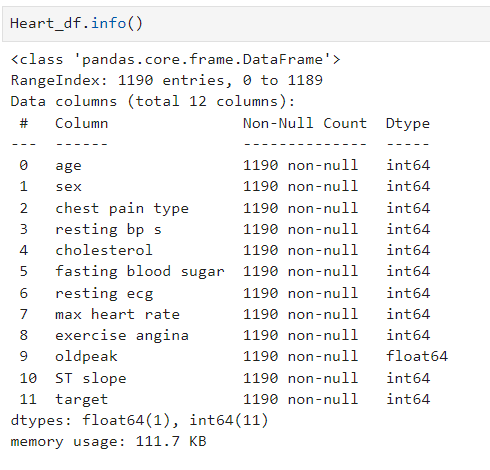 Heart_df.info()
<class 'pandas.core.frame.DataFrame'>
RangeIndex: 1190 entries, 0 to 1189
Data columns (total 12 columns):
 #   Column               Non-Null Count  Dtype
---  ------               --------------  -----
 0   age                  1190 non-null   int64
 1   sex                  1190 non-null   int64
 2   chest pain type      1190 non-null   int64
 3   resting bp s         1190 non-null   int64
 4   cholesterol          1190 non-null   int64
 5   fasting blood sugar  1190 non-null   int64
 6   resting ecg          1190 non-null   int64
 7   max heart rate       1190 non-null   int64
 8   exercise angina      1190 non-null   int64
 9   oldpeak              1190 non-null   float64
 10  ST slope             1190 non-null   int64
 11  target               1190 non-null   int64
dtypes: float64(1), int64(11)
memory usage: 111.7 KB